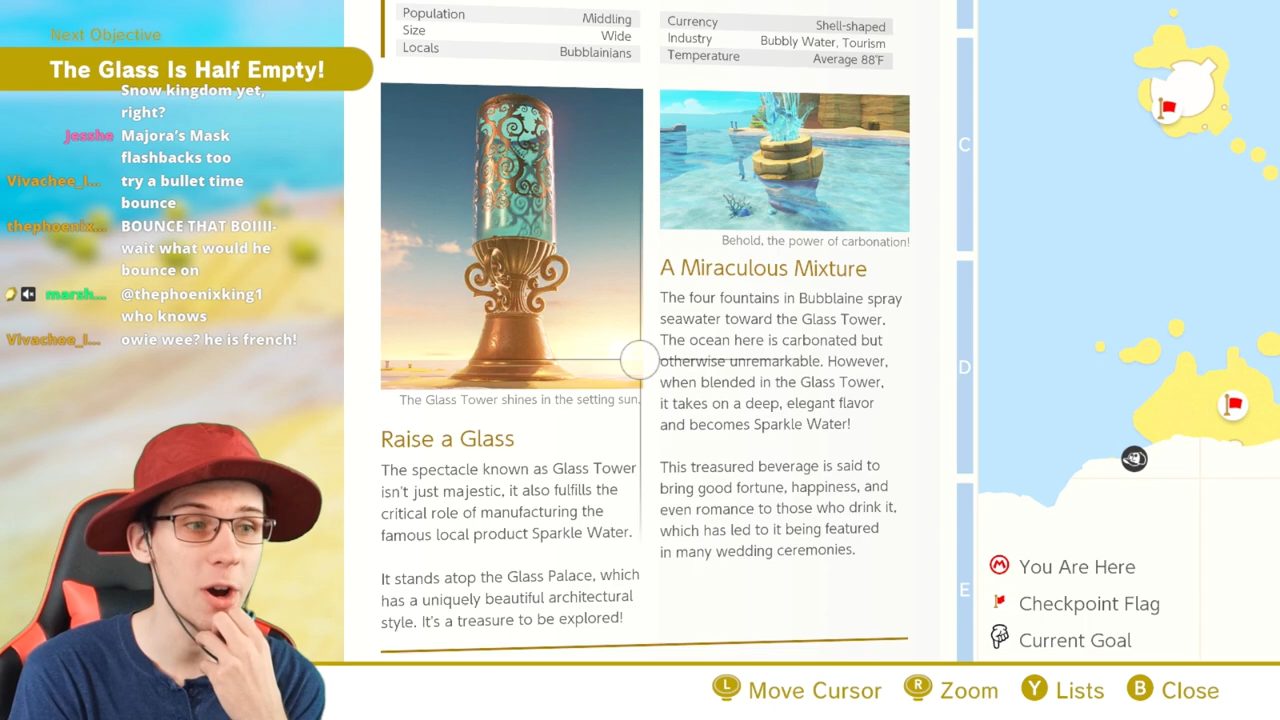 Next Objective
The Glass Is Half Empty!
Snow kingdom yet,
right?
Jesshe Majora's Mask
flashbacks too
Vivachee_l... try a bullet time
bounce
thephoenix... BOUNCE THAT BOIIII-
wait what would he
bounce on
marsh... @thephoenixking1
who knows
Vivachee_l... owie wee? he is french!
Population Middling
Size Wide
Locals Bubblainians
Currency Shell-shaped
Industry Bubbly Water, Tourism
Temperature Average 88°F
The Glass Tower shines in the setting sun.
Raise a Glass
The spectacle known as Glass Tower
isn't just majestic, it also fulfills the
critical role of manufacturing the
famous local product Sparkle Water.
It stands atop the Glass Palace, which
has a uniquely beautiful architectural
style. It's a treasure to be explored!
Behold, the power of carbonation!
A Miraculous Mixture
The four fountains in Bubblaine spray
seawater toward the Glass Tower.
The ocean here is carbonated but
otherwise unremarkable. However,
when blended in the Glass Tower,
it takes on a deep, elegant flavor
and becomes Sparkle Water!
This treasured beverage is said to
bring good fortune, happiness, and
even romance to those who drink it,
which has led to it being featured
in many wedding ceremonies.
C
D
E
You Are Here
Checkpoint Flag
Current Goal
L Move Cursor R Zoom Y Lists B Close